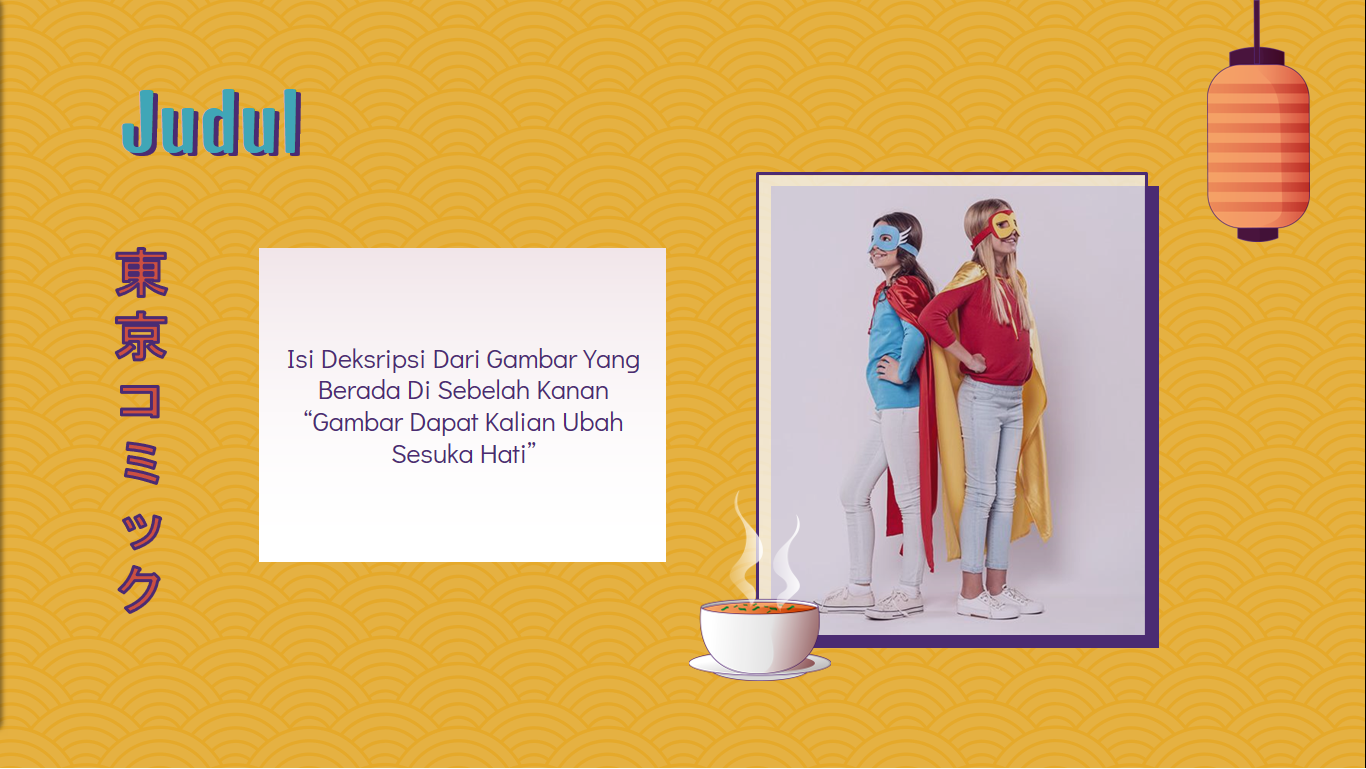 Judul
東京コミック
Isi Deksripsi Dari Gambar Yang
Berada Di Sebelah Kanan
“Gambar Dapat Kalian Ubah
Sesuka Hati”